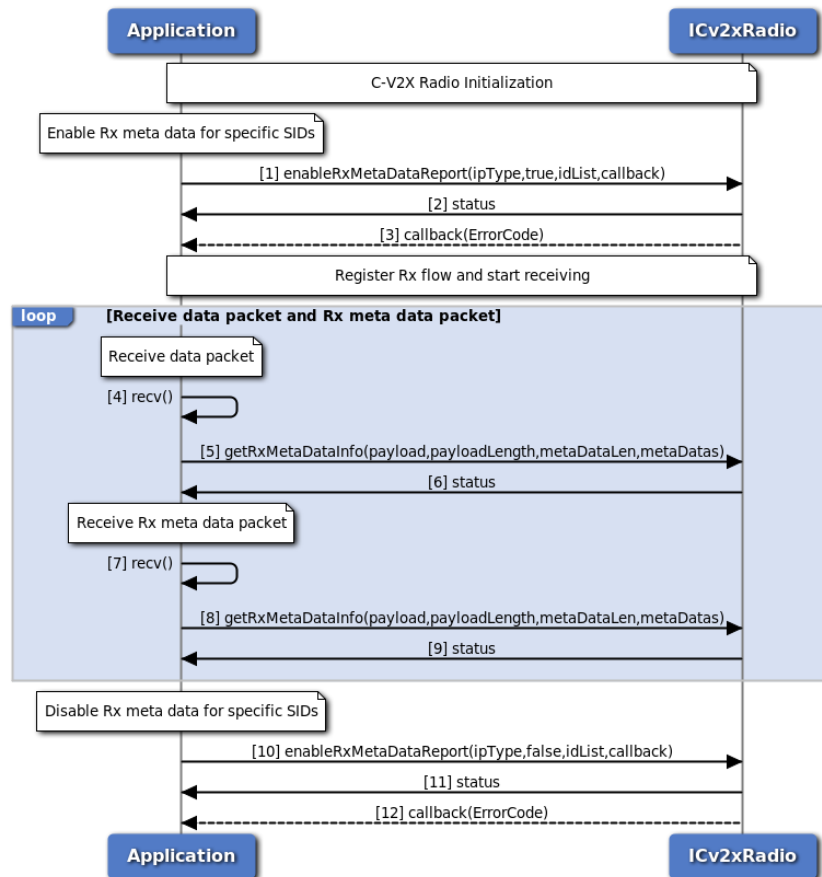 Application
ICv2xRadio
C-V2X Radio Initialization
Enable Rx meta data for specific SIDs
[1] enableRxMetaDataReport(ipType,true,idList,callback)
[2] status
[3] callback(ErrorCode)
Register Rx flow and start receiving
loop
[Receive data packet and Rx meta data packet]
Receive data packet
[4] recv()
[5] getRxMetaDataInfo(payload,payloadLength,metaDataLen,metaDatas)
[6] status
Receive Rx meta data packet
[7] recv()
[8] getRxMetaDataInfo(payload,payloadLength,metaDataLen,metaDatas)
[9] status
Disable Rx meta data for specific SIDs
[10] enableRxMetaDataReport(ipType,false,idList,callback)
[11] status
[12] callback(ErrorCode)
Application
ICv2xRadio